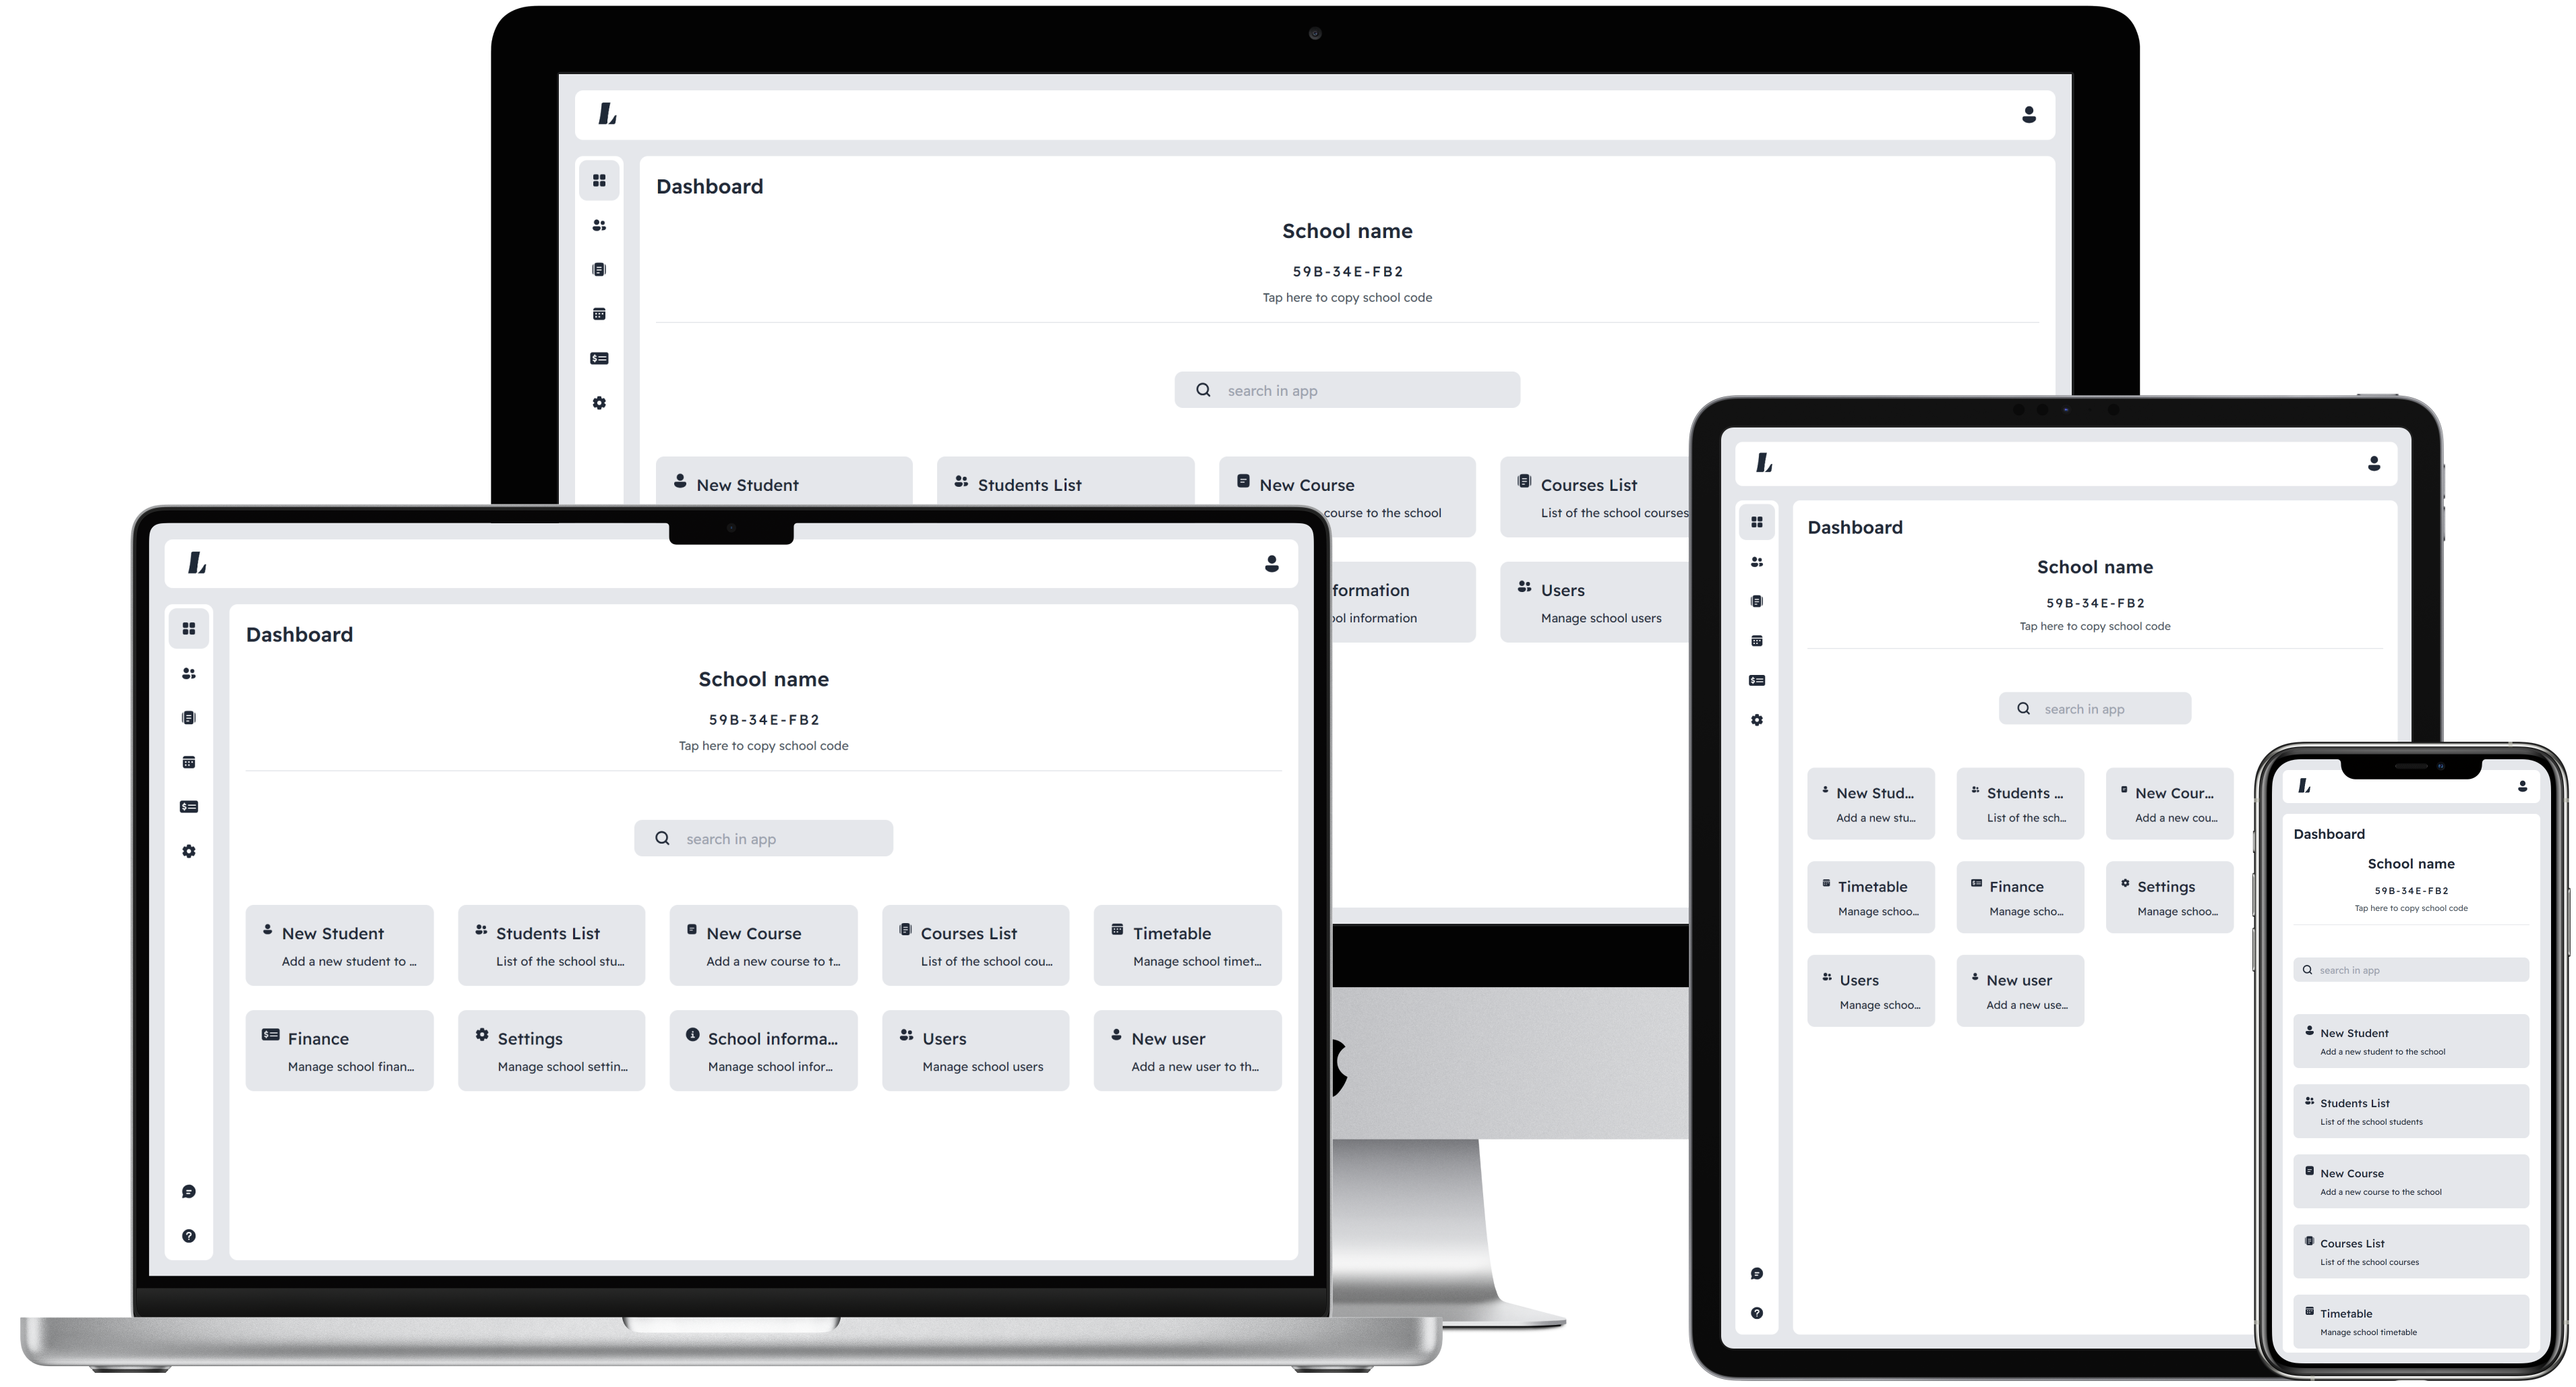 Dashboard
School name
59B-34E-FB2
Tap here to copy school code
search in app
New Student
Students List
New Course
course to the school
Courses List
List of the school courses
formation
information
Users
Manage school users
Dashboard
School name
59B-34E-FB2
Tap here to copy school code
search in app
New Student
Add a new student to ...
Students List
List of the school stu...
New Course
Add a new course to t...
Courses List
List of the school cou...
Timetable
Manage school timet...
Finance
Manage school finan...
Settings
Manage school settin...
School informa...
Manage school infor...
Users
Manage school users
New user
Add a new user to th...
Dashboard
School name
59B-34E-FB2
Tap here to copy school code
search in app
New Stud...
Add a new stu...
Students ...
List of the sch...
New Cour...
Add a new cou...
Timetable
Manage schoo...
Finance
Manage scho...
Settings
Manage schoo...
Users
Manage schoo...
New user
Add a new use...
Dashboard
School name
59B-34E-FB2
Tap here to copy school code
search in app
New Student
Add a new student to the school
Students List
List of the school students
New Course
Add a new course to the school
Courses List
List of the school courses
Timetable
Manage school timetable